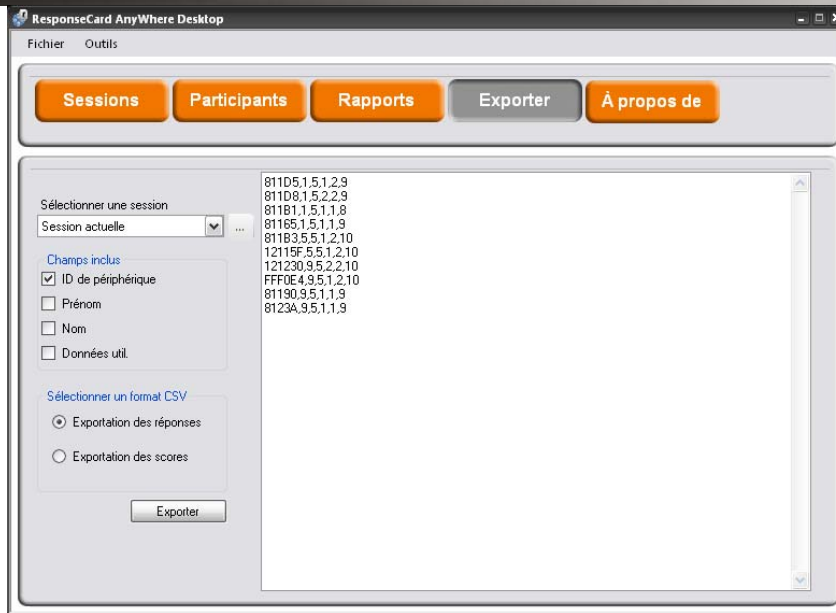 ResponseCard AnyWhere Desktop
Fichier Outils
Sessions Participants Rapports Exporter À propos de
Sélectionner une session
Session actuelle
...
Champs inclus
ID de périphérique
Prénom
Nom
Données util.
Sélectionner un format CSV
Exportation des réponses
Exportation des scores
Exporter
811D5,1,5,1,2,9
811D8,1,5,2,2,9
811B1,1,5,1,1,8
81165,1,5,1,1,9
811B3,5,5,1,2,10
12115F,5,5,1,2,10
121230,9,5,2,2,10
FFF0E4,9,5,1,2,10
81190,9,5,1,1,9
8123A,9,5,1,1,9